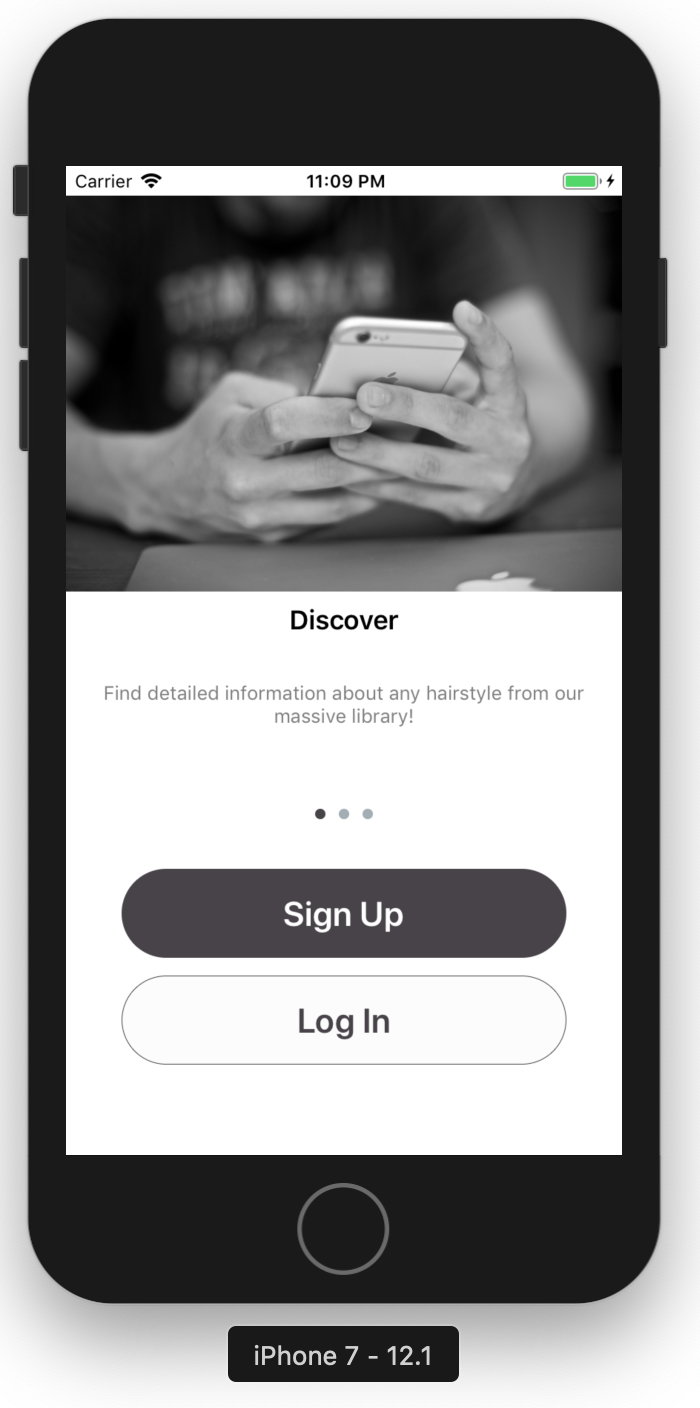 Carrier 11:09 PM
Discover
Find detailed information about any hairstyle from our
massive library!
Sign Up
Log In
iPhone 7 - 12.1